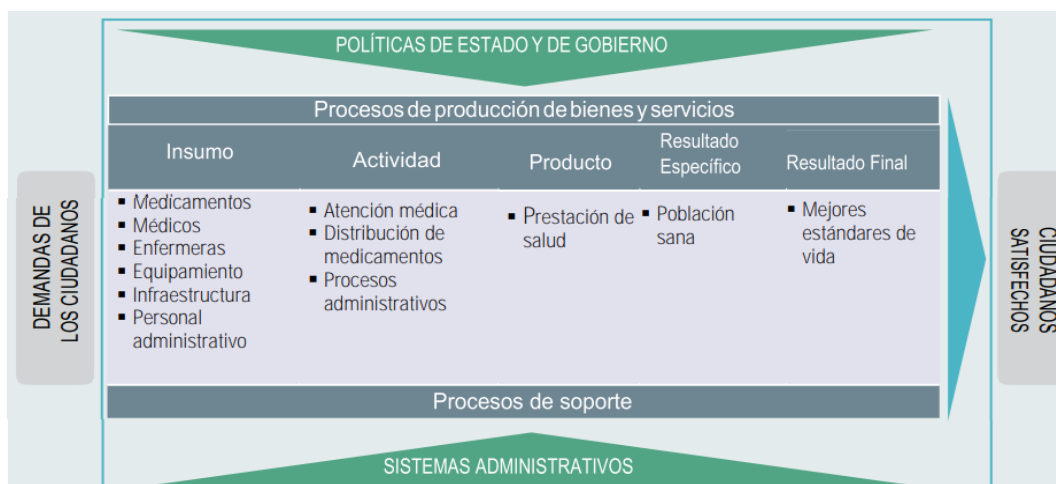 POLÍTICAS DE ESTADO Y DE GOBIERNO
Procesos de producción de bienes y servicios
Insumo
Actividad
Producto
Resultado
Específico
Resultado Final
DEMANDAS DE
LOS CIUDADANOS
▪ Medicamentos
▪ Médicos
▪ Enfermeras
▪ Equipamiento
▪ Infraestructura
▪ Personal
administrativo
▪ Atención médica
▪ Distribución de
medicamentos
▪ Procesos
administrativos
▪ Prestación de
salud
▪ Población
sana
▪ Mejores
estándares de
vida
CIUDADANOS
SATISFECHOS
Procesos de soporte
SISTEMAS ADMINISTRATIVOS